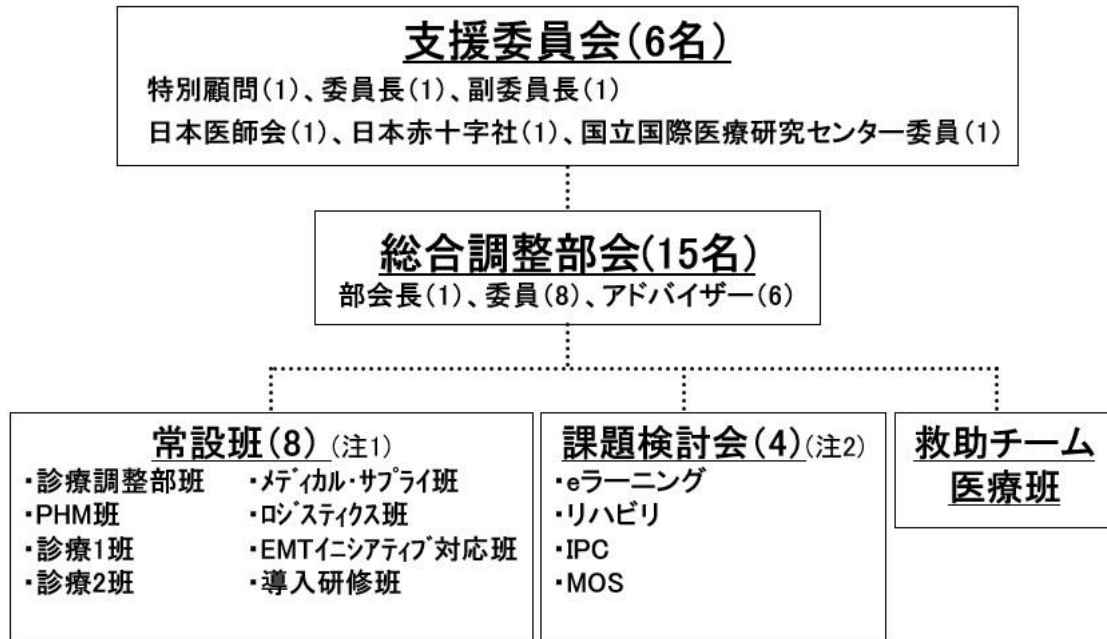 支援委員会(6名)
特別顧問(1)、委員長(1)、副委員長(1)
日本医師会(1)、日本赤十字社(1)、国立国際医療研究センター委員(1)
総合調整部会(15名)
部会長(1)、委員(8)、アドバイザー(6)
常設班(8) (注1)
・診療調整部班
・PHM班
・診療1班
・診療2班
・メディカル・サプライ班
・ロジスティクス班
・EMTイニシアティブ対応班
・導入研修班
課題検討会(4)(注2)
・eラーニング
・リハビリ
・IPC
・MOS
救助チーム
医療班